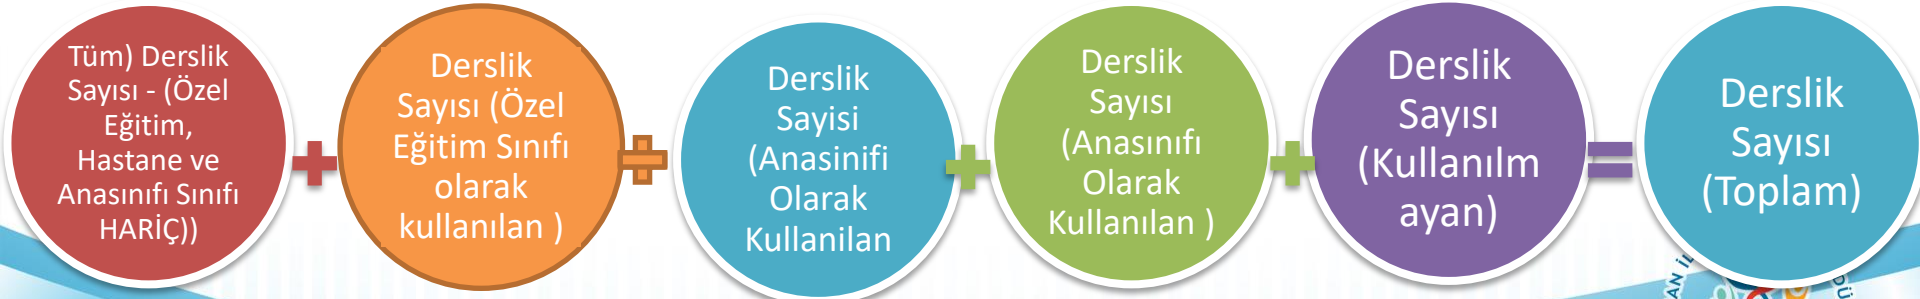 Tüm) Derslik
Sayısı - (Özel
Eğitim,
Hastane ve
Anasınıfı Sınıfı
HARİÇ))
Derslik
Sayısı (Özel
Eğitim Sınıfı
olarak
kullanılan )
Derslik
Sayisi
(Anasinifi
Olarak
Kullanilan
Derslik
Sayısı
(Anasınıfı
Olarak
Kullanılan )
Derslik
Sayısı
(Kullanılm
ayan)
Derslik
Sayısı
(Toplam)